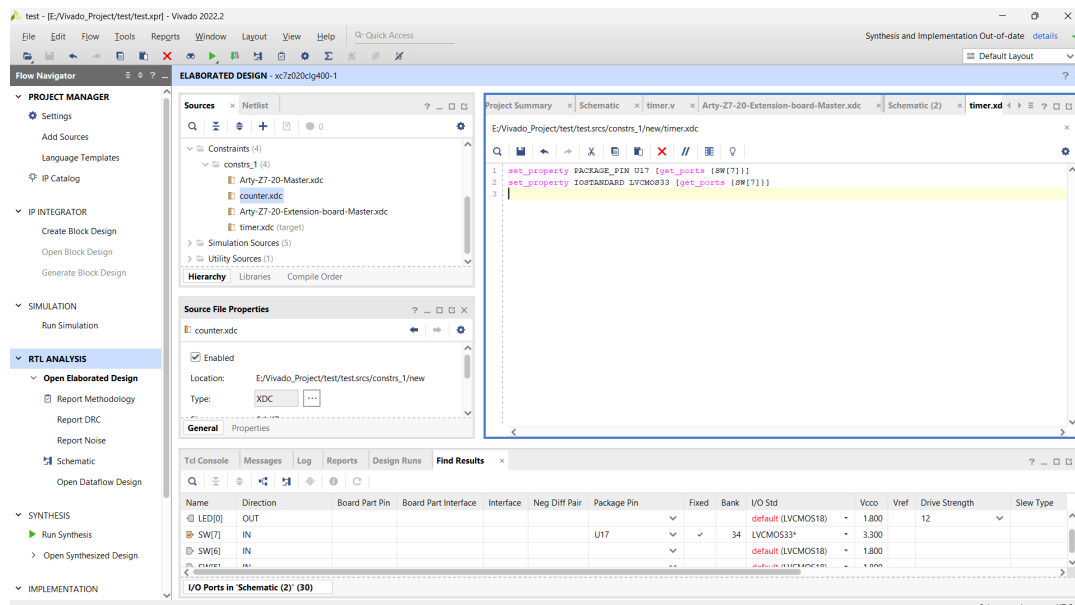 test - [E:/Vivado_Project/test/test.xpr] - Vivado 2022.2
File Edit Flow Tools Reports Window Layout View Help Quick Access
Synthesis and Implementation Out-of-date details
Default Layout
Flow Navigator
PROJECT MANAGER
Settings
Add Sources
Language Templates
IP Catalog
IP INTEGRATOR
Create Block Design
Open Block Design
Generate Block Design
SIMULATION
Run Simulation
RTL ANALYSIS
Open Elaborated Design
Report Methodology
Report DRC
Report Noise
Schematic
Open Dataflow Design
SYNTHESIS
Run Synthesis
Open Synthesized Design
IMPLEMENTATION
ELABORATED DESIGN - xc7z020clg400-1
Sources Netlist
0
Constraints (4)
constrs_1 (4)
Arty-Z7-20-Master.xdc
counter.xdc
Arty-Z7-20-Extension-board-Master.xdc
timer.xdc (target)
Simulation Sources (5)
Utility Sources (1)
Hierarchy Libraries Compile Order
Source File Properties
counter.xdc
Enabled
Location: E:/Vivado_Project/test/test.srcs/constrs_1/new
Type: XDC
General Properties
Project Summary Schematic timer.v Arty-Z7-20-Extension-board-Master.xdc Schematic (2) timer.xd
E:/Vivado_Project/test/test.srcs/constrs_1/new/timer.xdc
1 set_property PACKAGE_PIN U17 [get_ports {SW[7]}]
2 set_property IOSTANDARD LVCMOS33 [get_ports {SW[7]}]
3
Tcl Console Messages Log Reports Design Runs Find Results
Name Direction Board Part Pin Board Part Interface Interface Neg Diff Pair Package Pin Fixed Bank I/O Std Vcco Vref Drive Strength Slew Type
LED[0] OUT default (LVCMOS18) 1.800 12
SW[7] IN U17 34 LVCMOS33* 3.300
SW[6] IN default (LVCMOS18) 1.800
SW[5] IN default (LVCMOS18) 1.800
I/O Ports in 'Schematic (2)' (30)